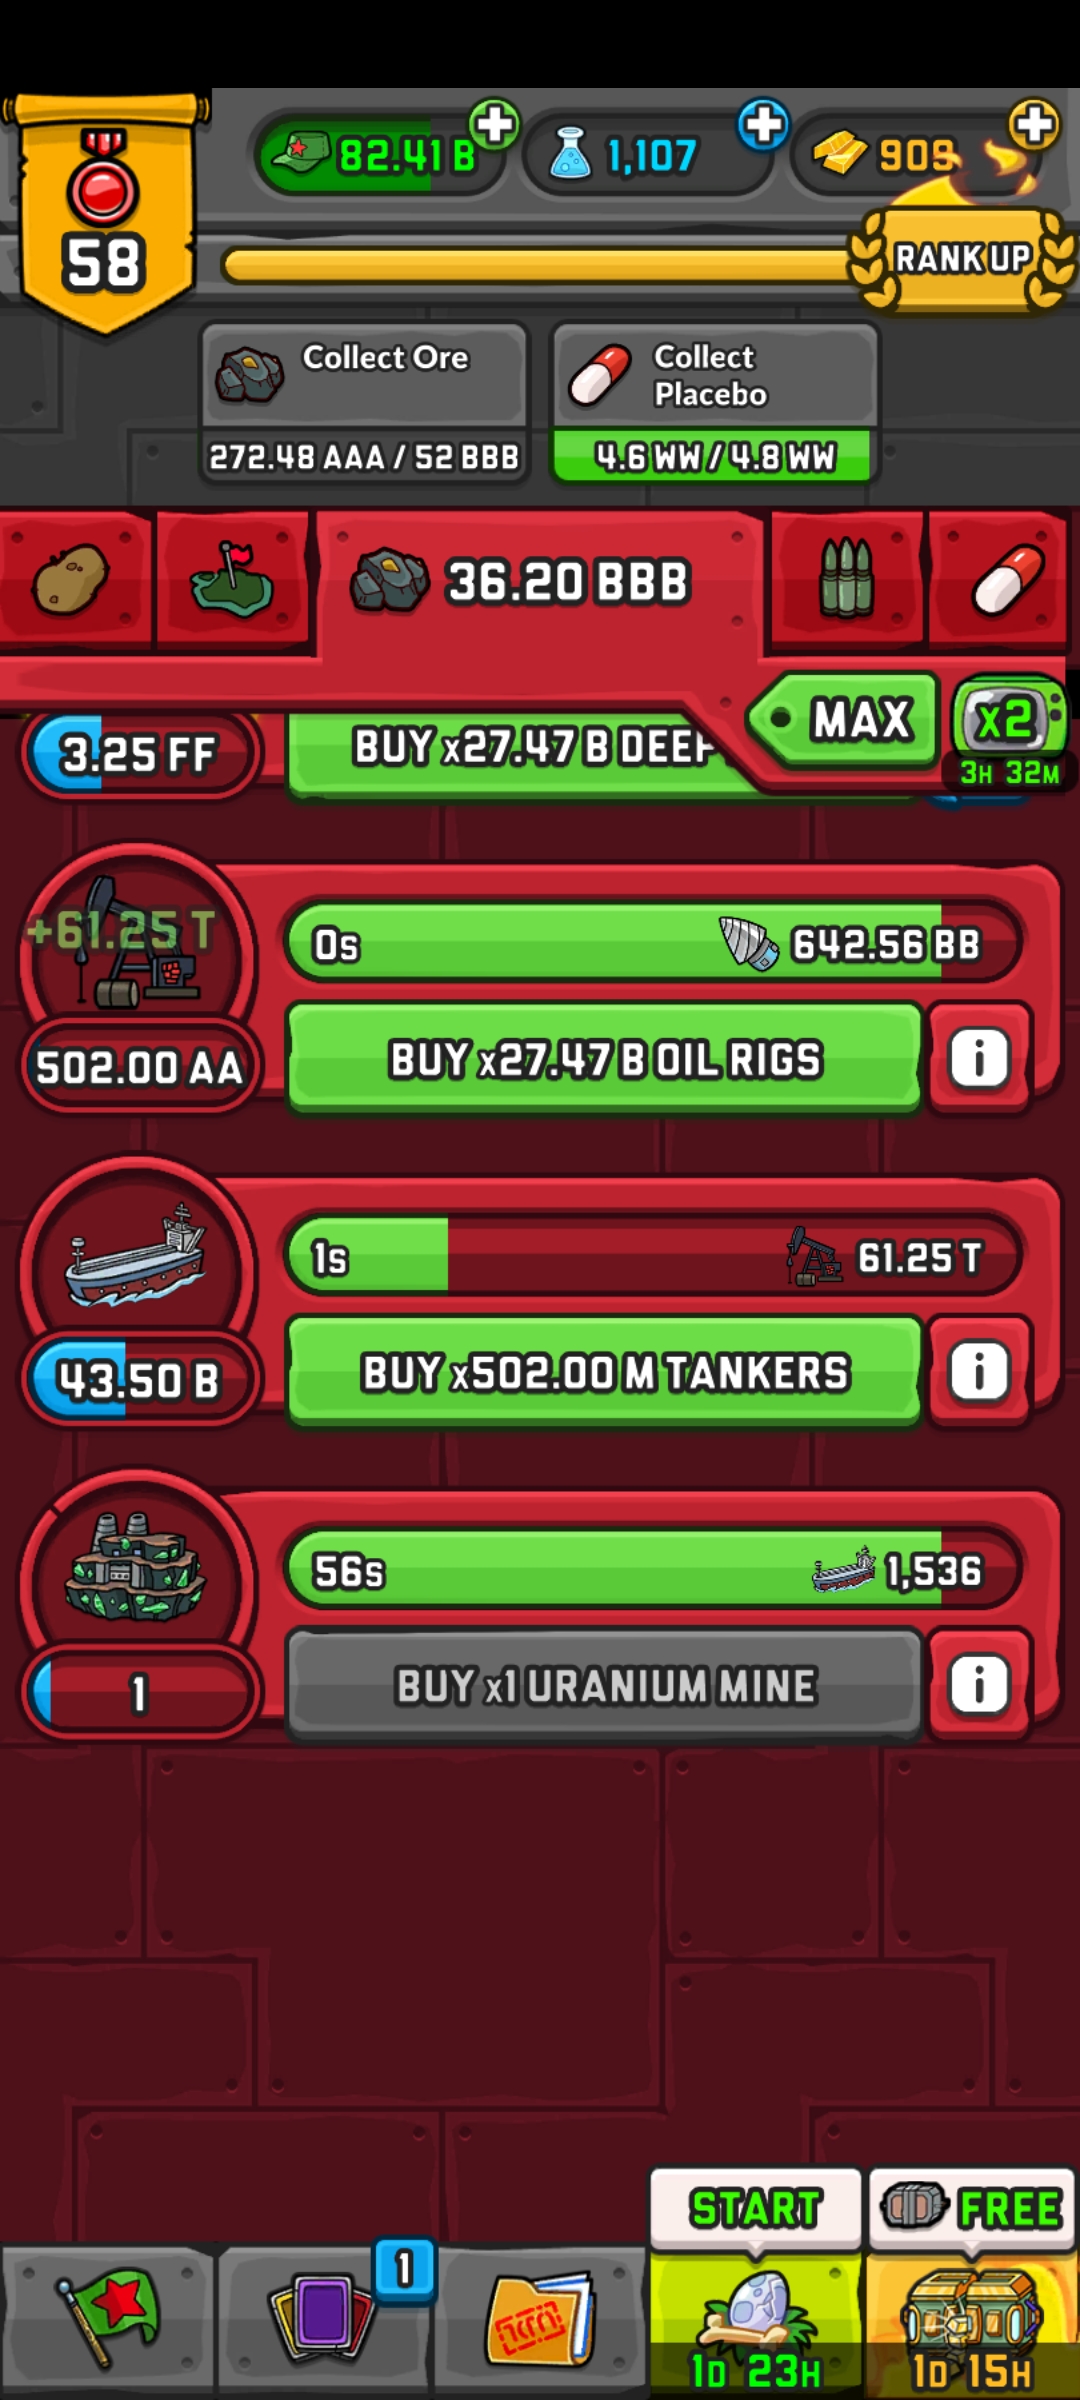 82.41 B
1,107
909
58
RANK UP
Collect Ore
272.48 AAA / 52 BBB
Collect
Placebo
4.6 WW / 4.8 WW
36.20 BBB
MAX
x2
3H 32M
3.25 FF
BUY x27.47 B DEEP
+61.25 T
0s
642.56 BB
502.00 AA
BUY x27.47 B OIL RIGS
i
1s
61.25 T
43.50 B
BUY x502.00 M TANKERS
i
56s
1,536
1
BUY x1 URANIUM MINE
i
START
FREE
1
1D 23H
1D 15H